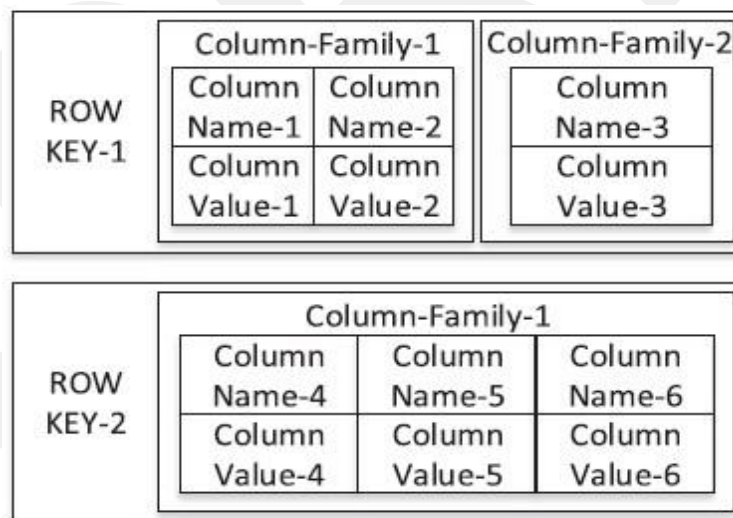 Column-Family-1 Column-Family-2
ROW KEY-1
Column Name-1 Column Name-2 Column Name-3
Column Value-1 Column Value-2 Column Value-3
Column-Family-1
ROW KEY-2
Column Name-4 Column Name-5 Column Name-6
Column Value-4 Column Value-5 Column Value-6